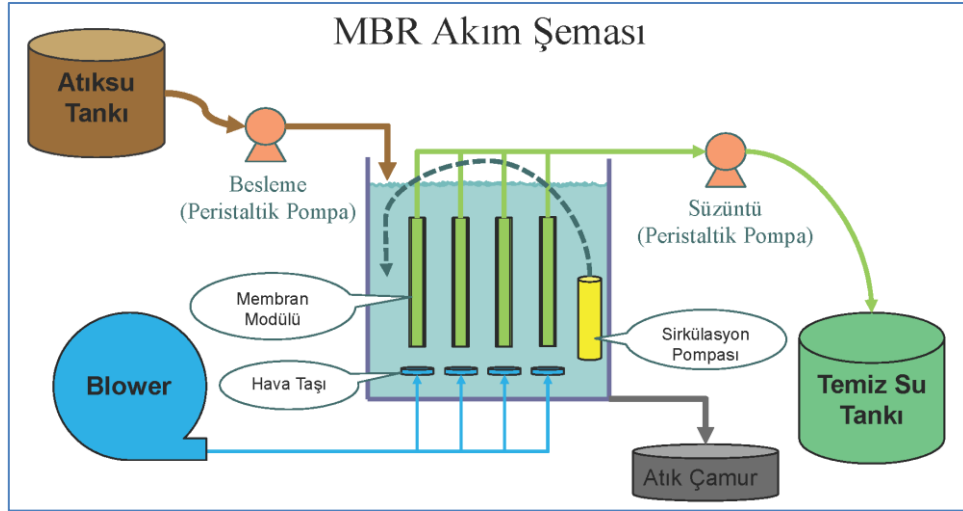 MBR Akım Şeması
Atıksu
Tankı
Besleme
(Peristaltik Pompa)
Süzüntü
(Peristaltik Pompa)
Membran
Modülü
Sirkülasyon
Pompası
Blower
Hava Taşı
Temiz Su
Tankı
Atık Çamur